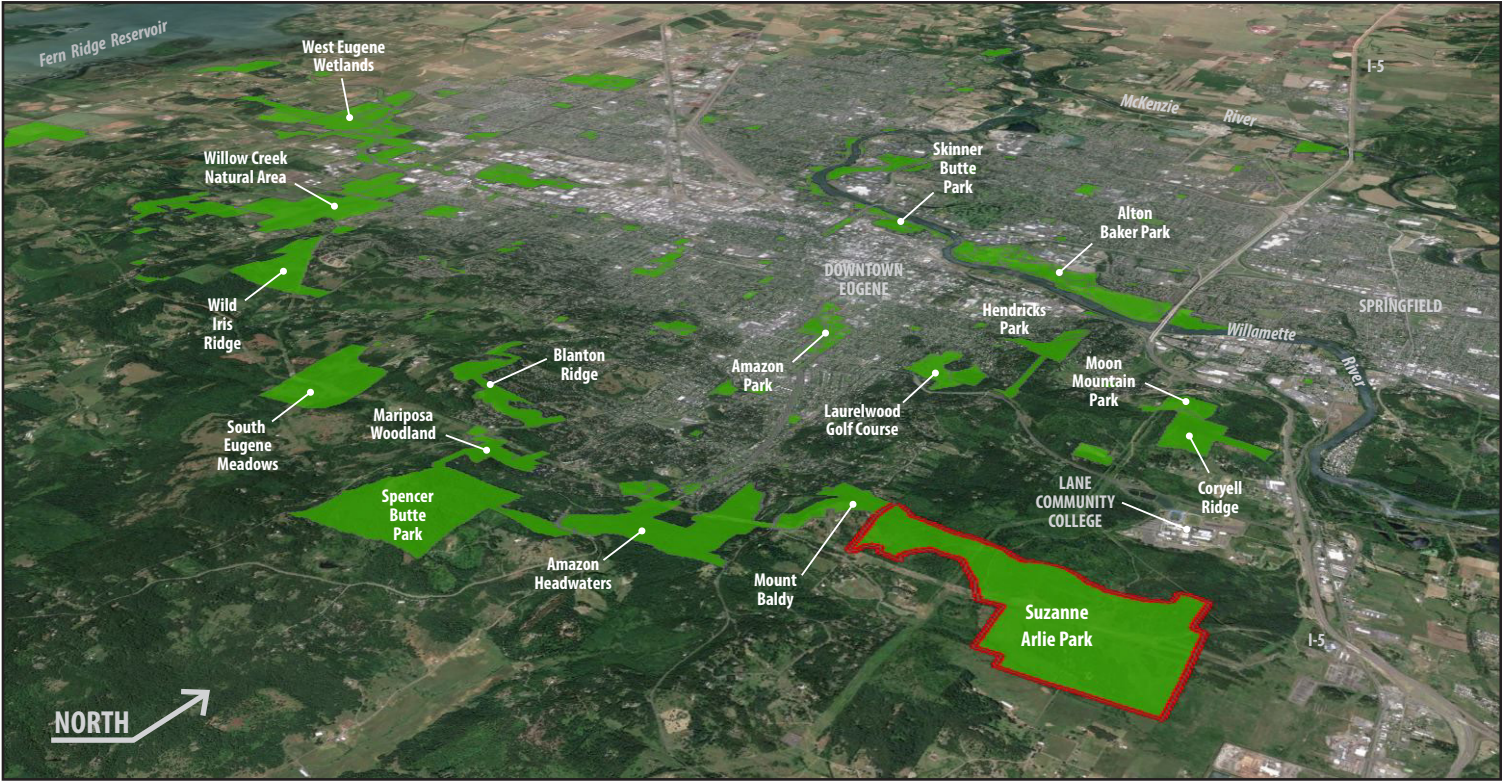 Fern Ridge Reservoir
West Eugene
Wetlands
I-5
McKenzie
River
Willow Creek
Natural Area
Skinner
Butte
Park
Alton
Baker Park
DOWNTOWN
EUGENE
Wild
Iris
Ridge
Hendricks
Park
SPRINGFIELD
Willamette
River
Blanton
Ridge
Amazon
Park
Moon
Mountain
Park
Laurelwood
Golf Course
South
Eugene
Meadows
Mariposa
Woodland
Spencer
Butte
Park
LANE
COMMUNITY
COLLEGE
Coryell
Ridge
Amazon
Headwaters
Mount
Baldy
Suzanne
Arlie Park
I-5
NORTH